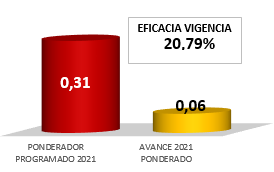 EFICACIA VIGENCIA
20,79%
0,31
0,06
PONDERADOR
PROGRAMADO 2021
AVANCE 2021
PONDERADO